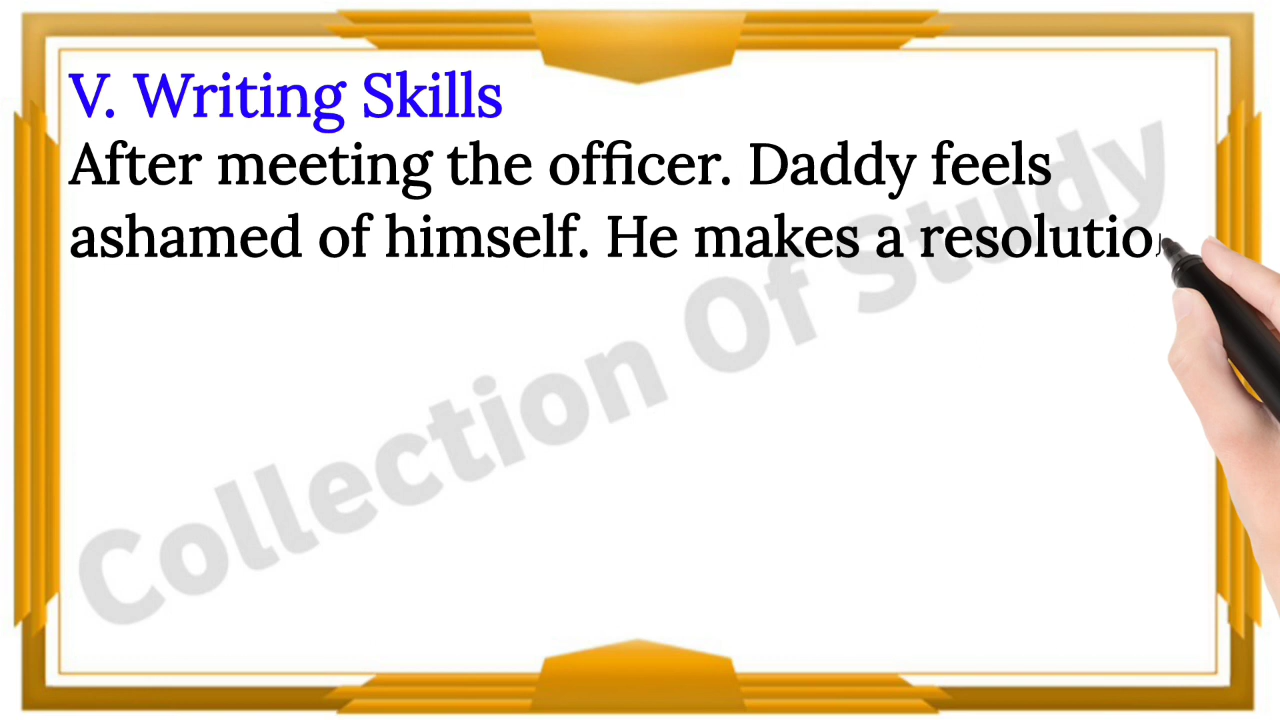 V. Writing Skills
After meeting the officer. Daddy feels
ashamed of himself. He makes a resolutio
Collection Of Study